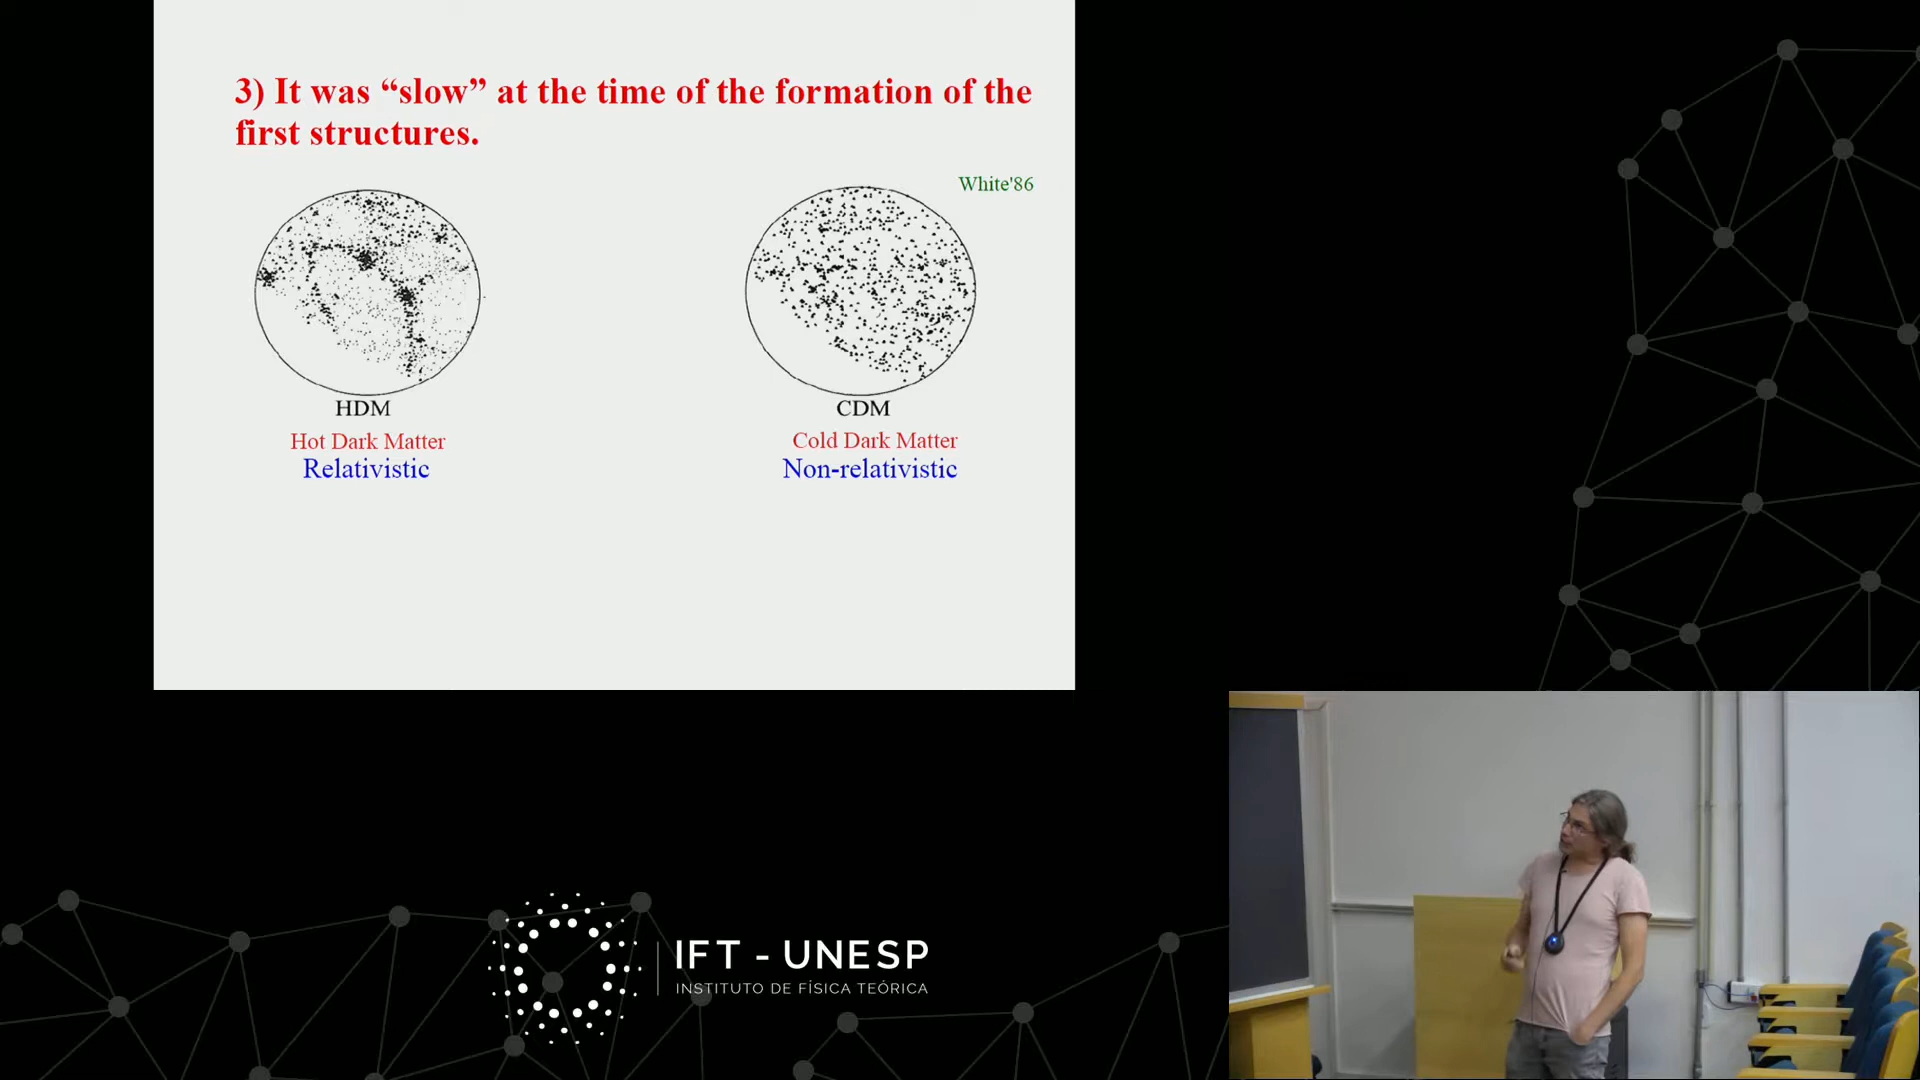 3) It was “slow” at the time of the formation of the
first structures.
White'86
HDM
Hot Dark Matter
Relativistic
CDM
Cold Dark Matter
Non-relativistic
IFT - UNESP
INSTITUTO DE FÍSICA TEÓRICA